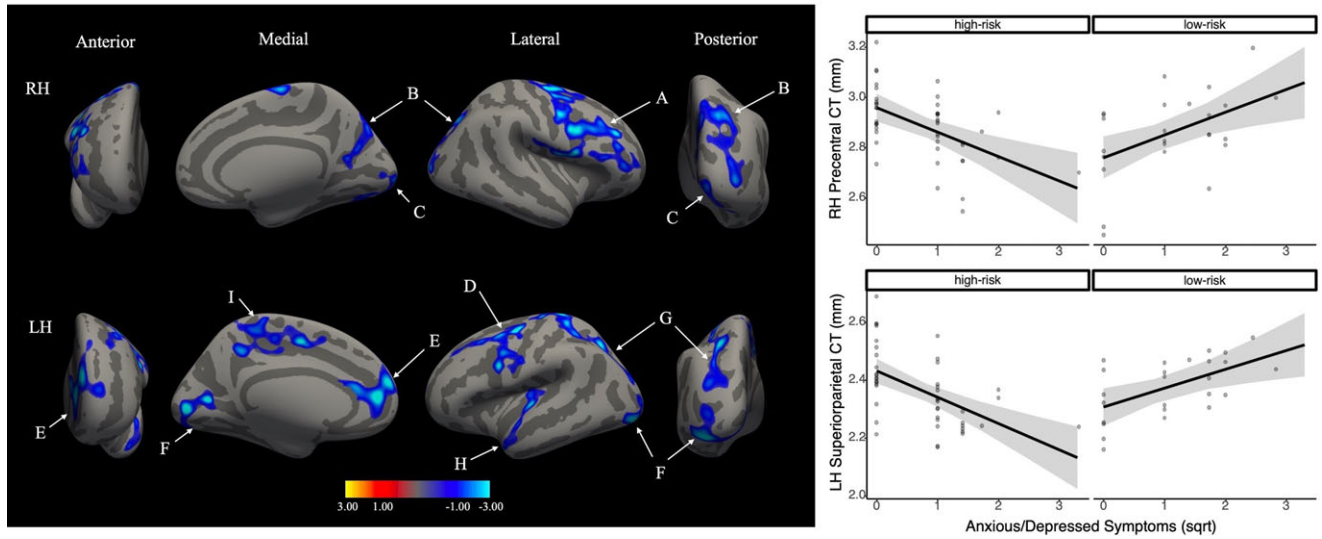 Anterior Medial Lateral Posterior
RH
B
A
B
C
C
LH
I
D
E
G
E
F
H
F
3.00 1.00 -1.00 -3.00
high-risk low-risk
RH Precentral CT (mm)
3.2
3.0
2.8
2.6
0 1 2 3 0 1 2 3
high-risk low-risk
LH Superiorparietal CT (mm)
2.6
2.4
2.2
2.0
0 1 2 3 0 1 2 3
Anxious/Depressed Symptoms (sqrt)